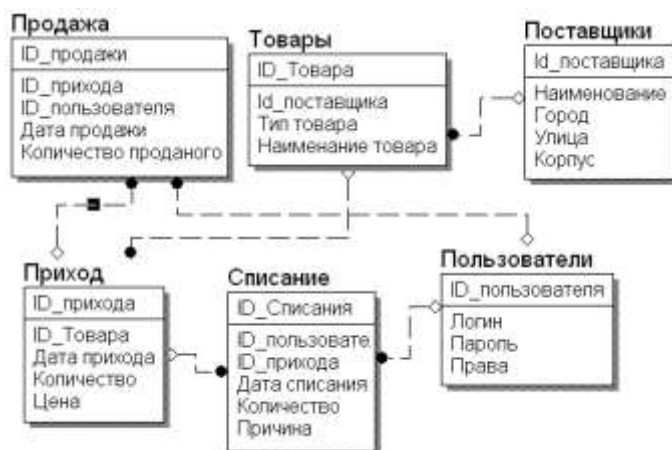 Продажа
ID_продажи
ID_прихода
ID_пользователя
Дата продажи
Количество проданого
Товары
ID_Товара
Id_поставщика
Тип товара
Наименание товара
Поставщики
Id_поставщика
Наименование
Город
Улица
Корпус
Приход
ID_прихода
ID_Товара
Дата прихода
Количество
Цена
Списание
ID_Списания
ID_пользовате
ID_прихода
Дата списания
Количество
Причина
Пользователи
ID_пользователя
Логин
Пароль
Права